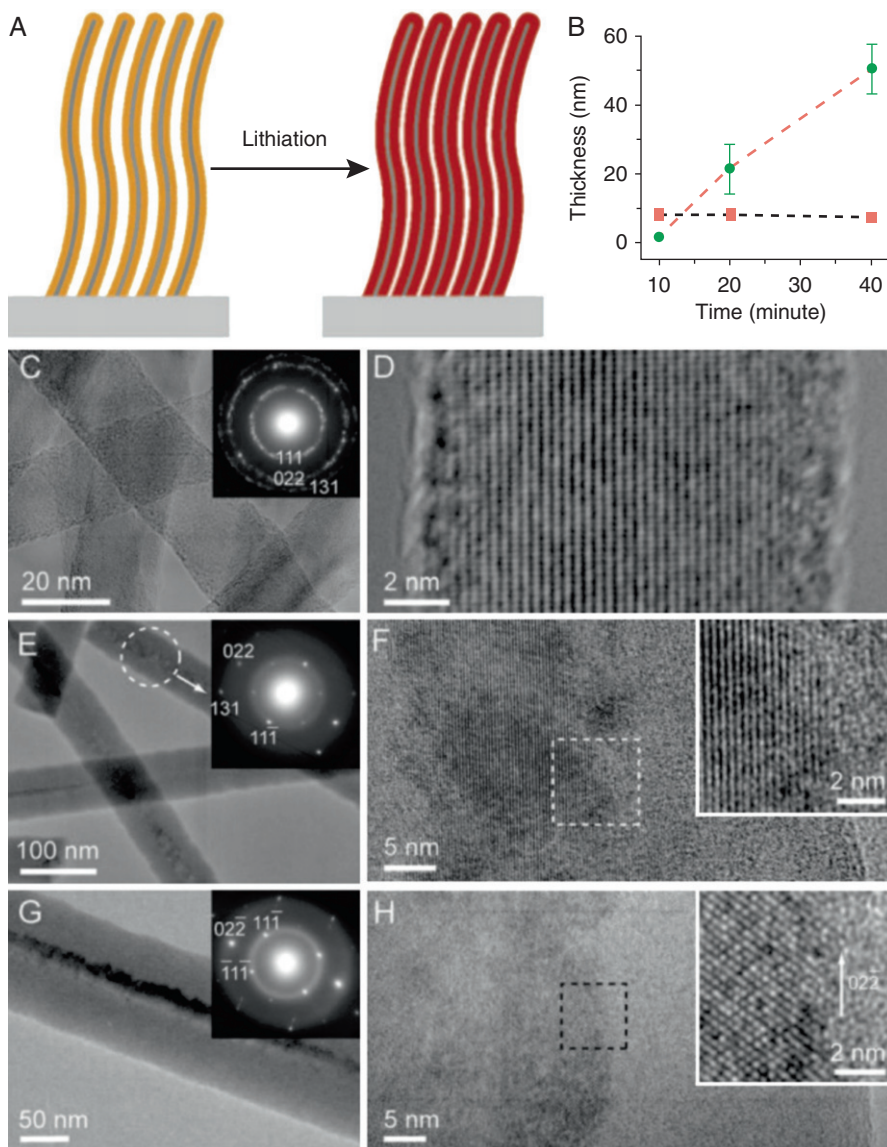 A
Lithiation
B
Thickness (nm)
60
40
20
0
10
20
30
40
Time (minute)
C
111
022
131
20 nm
D
2 nm
E
022
131
111̅
100 nm
F
5 nm
2 nm
G
022̅
111̅
1̅11̅
50 nm
H
022̅
5 nm
2 nm